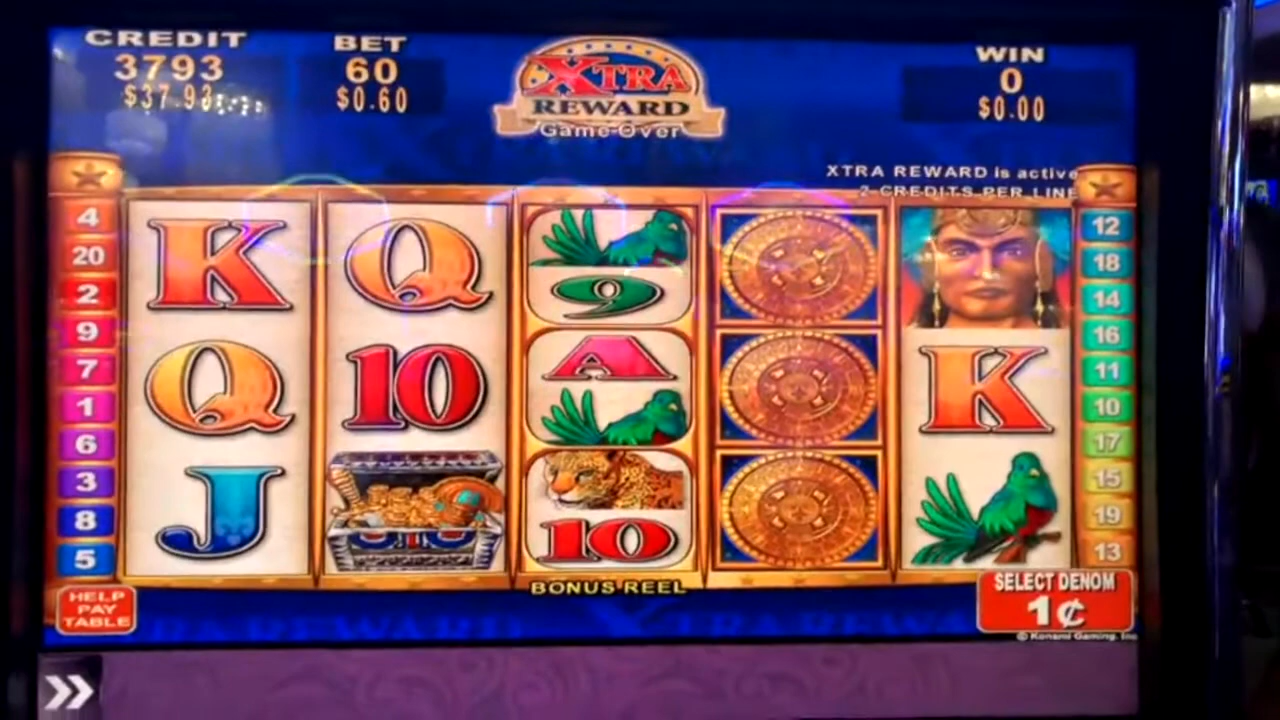 CREDIT
3793
$37.93
BET
60
$0.60
XTRA
REWARD
Game Over
WIN
0
$0.00
XTRA REWARD is active
2 CREDITS PER LINE
4
20
2
9
7
1
6
3
8
5
K
Q
J
Q
10
9
A
10
K
12
18
14
16
11
10
17
15
19
13
HELP
PAY
TABLE
BONUS REEL
SELECT DENOM
1¢
© Konami Gaming, Inc